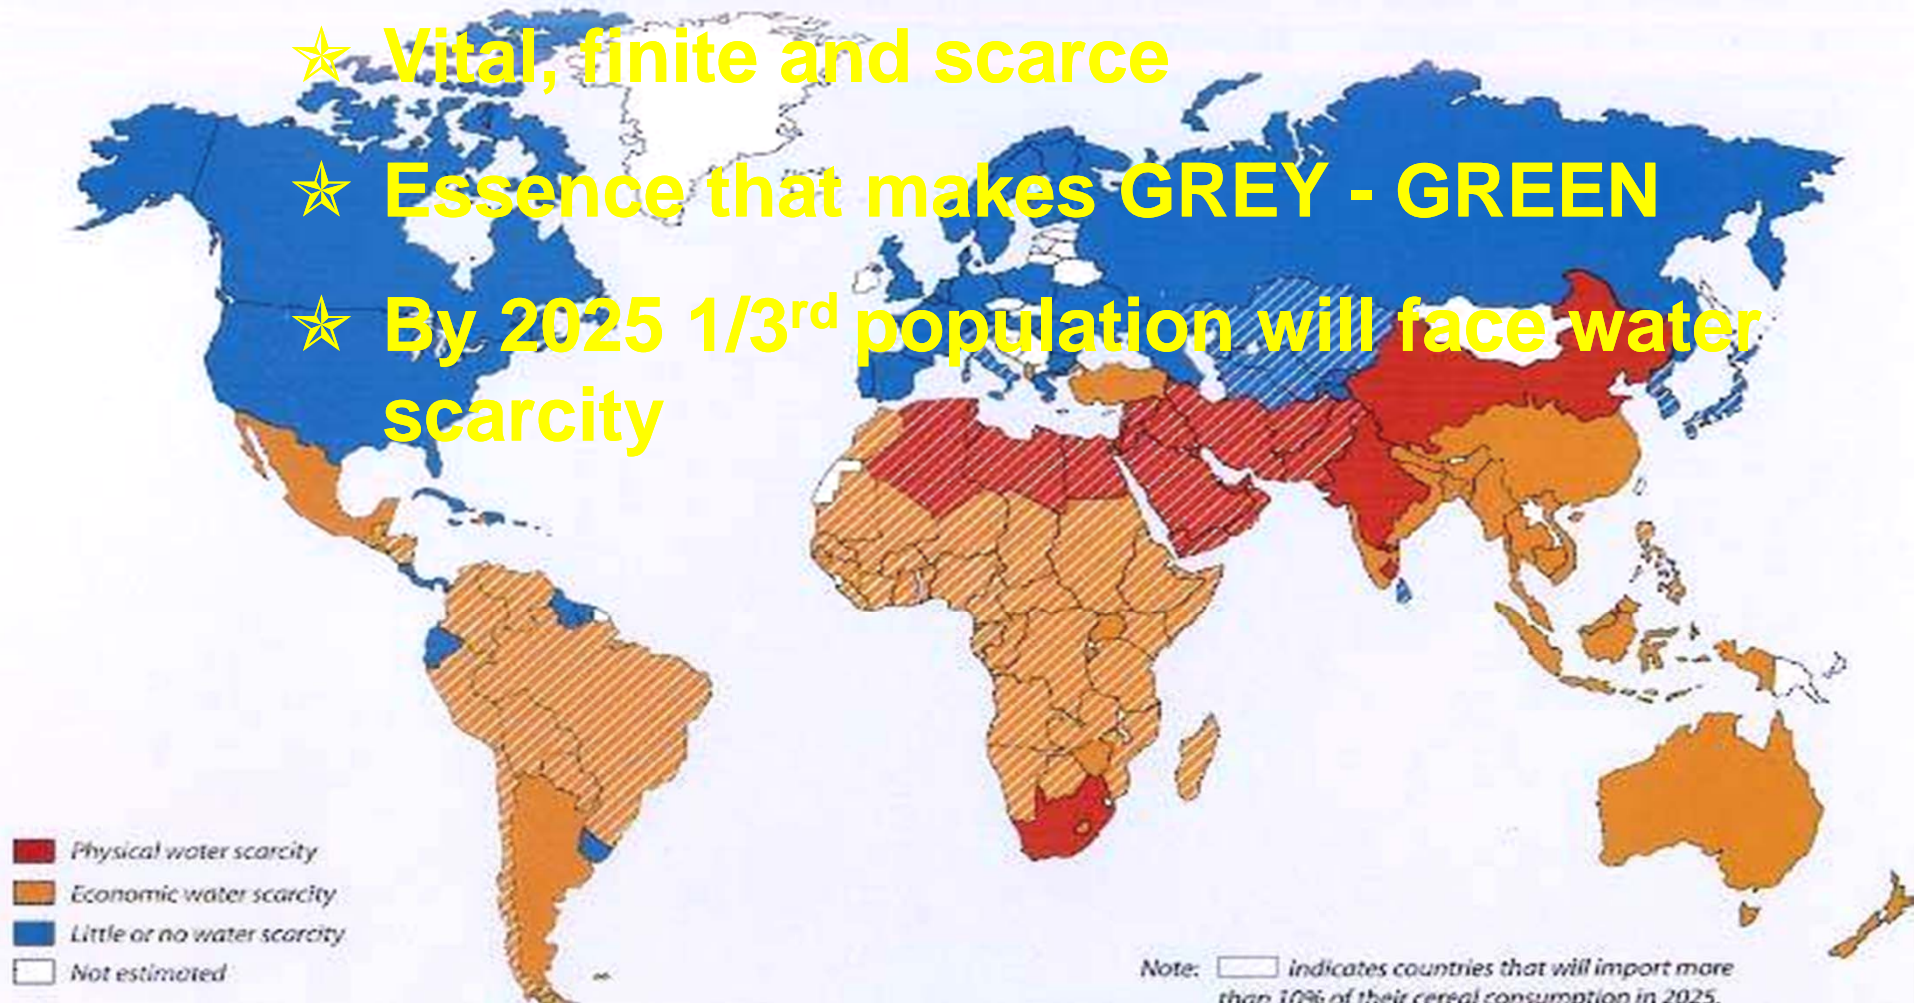 Vital, finite and scarce
Essence that makes GREY - GREEN
By 2025 1/3rd population will face water
scarcity
Physical water scarcity
Economic water scarcity
Little or no water scarcity
Not estimated
Note: indicates countries that will import more
than 10% of their cereal consumption in 2025.